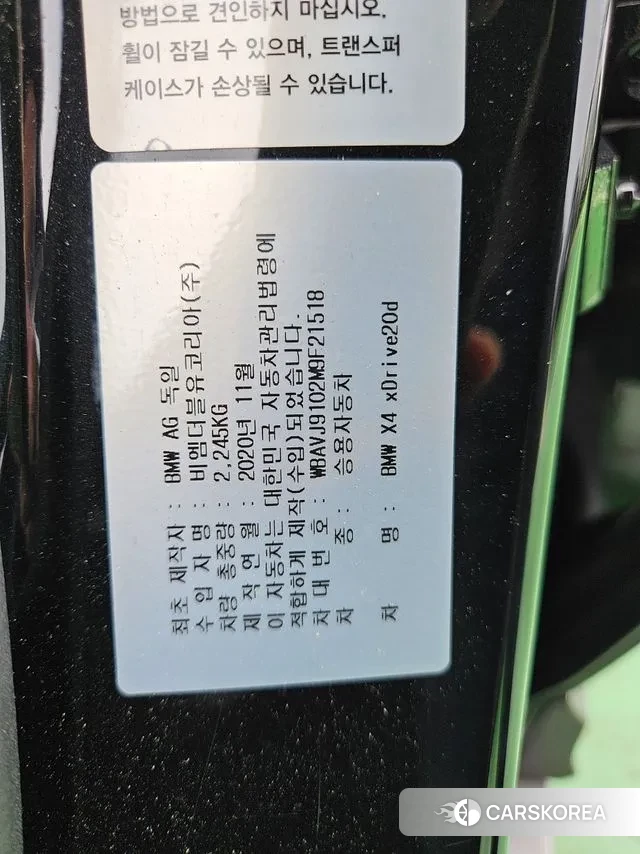 방법으로 견인하지 마십시오.
휠이 잠길 수 있으며, 트랜스퍼
케이스가 손상될 수 있습니다.
최초 제작자 : BMW AG 독일
수 입 자 명 : 비엠더블유코리아(주)
차량 총중량 : 2,245KG
제 작 연 월 : 2020년 11월
이 자동차는 대한민국 자동차관리법령에
적합하게 제작(수입)되었습니다.
차 대 번 호 : WBAVJ9102M9F21518
차 종 : 승용자동차
차 명 : BMW X4 xDrive20d
CARSKOREA